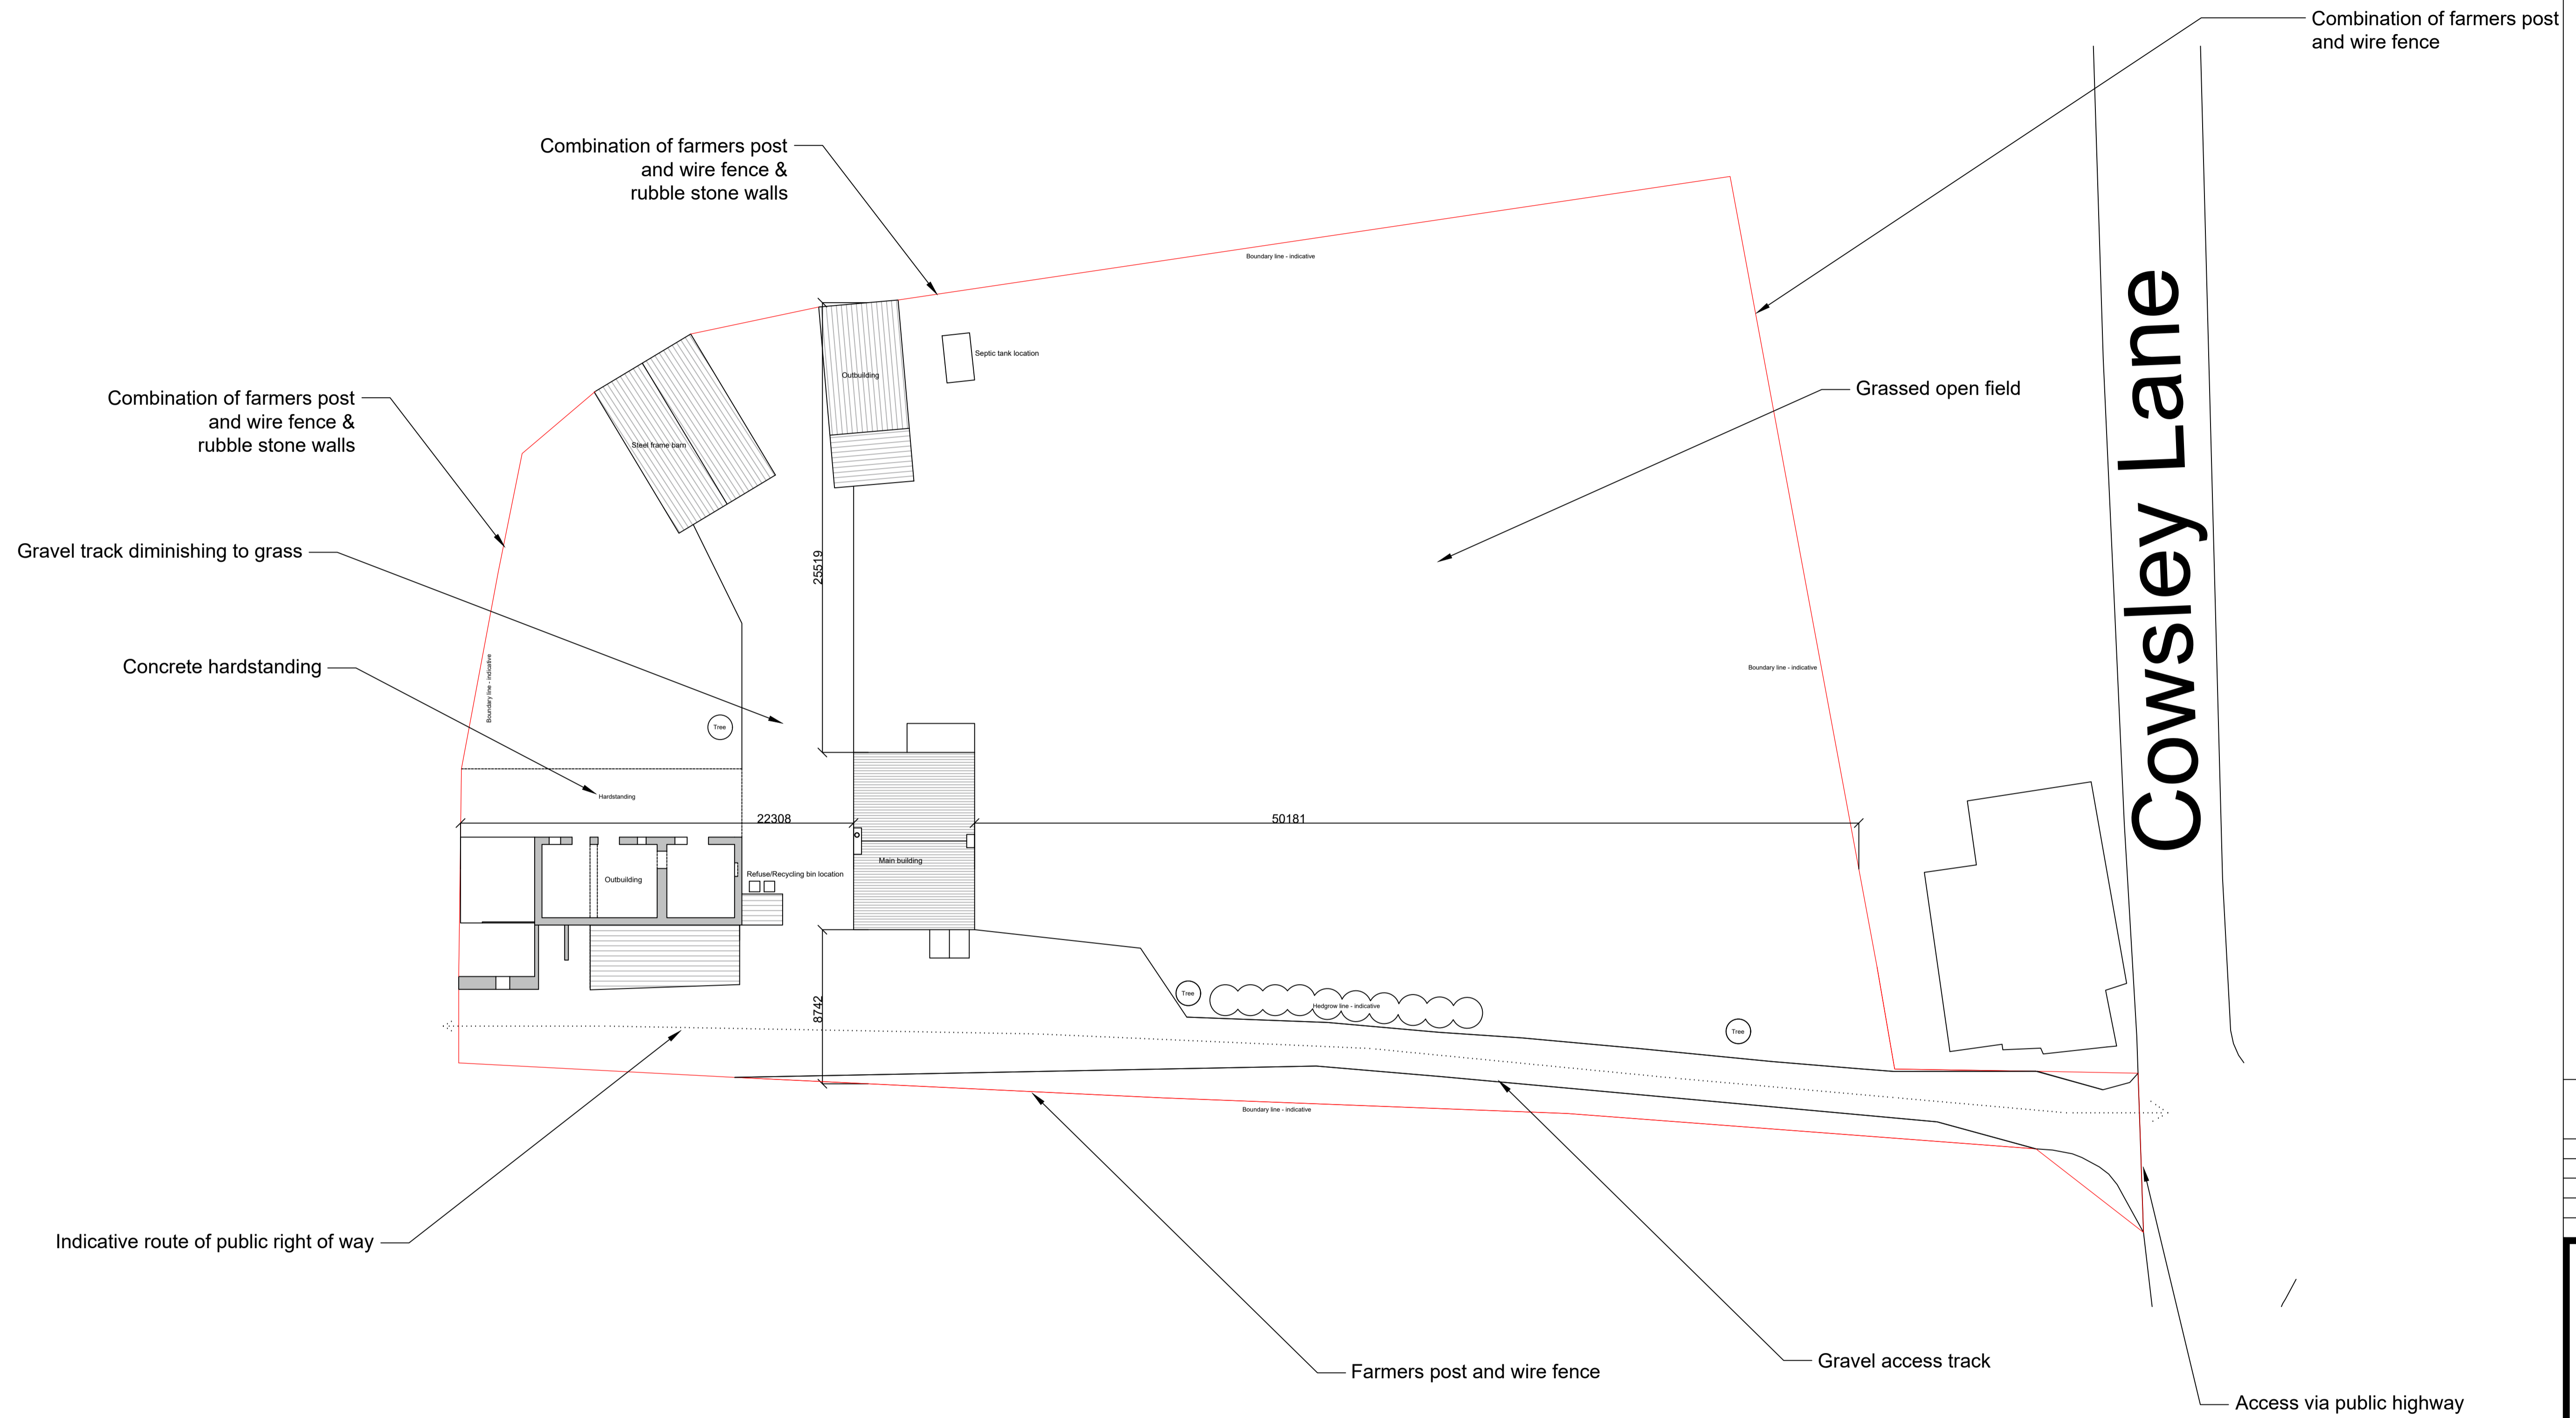 Combination of farmers post
and wire fence
Combination of farmers post
and wire fence &
rubble stone walls
Boundary line - indicative
Septic tank location
Outbuilding
Combination of farmers post
and wire fence &
rubble stone walls
Grassed open field
Steel frame barn
Cowsley Lane
Gravel track diminishing to grass
25519
Concrete hardstanding
Boundary line - indicative
Boundary line - indicative
Tree
Hardstanding
22308
50181
Main building
Refuse/Recycling bin location
Outbuilding
Tree
Hedgrow line - indicative
8742
Tree
Boundary line - indicative
Indicative route of public right of way
Farmers post and wire fence
Gravel access track
Access via public highway